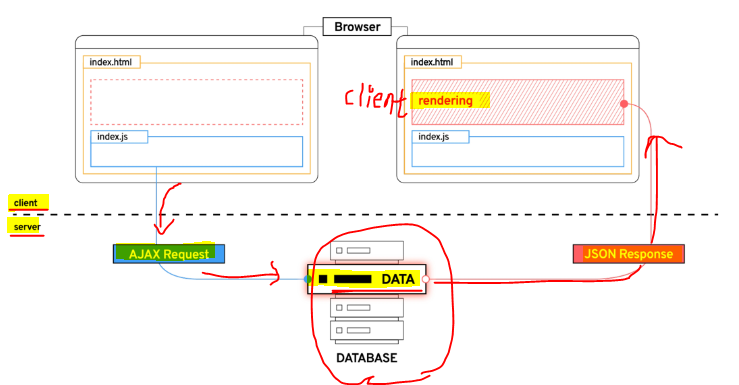 Browser
index.html
index.html
client rendering
index.js
index.js
client
server
AJAX Request
JSON Response
DATA
DATABASE